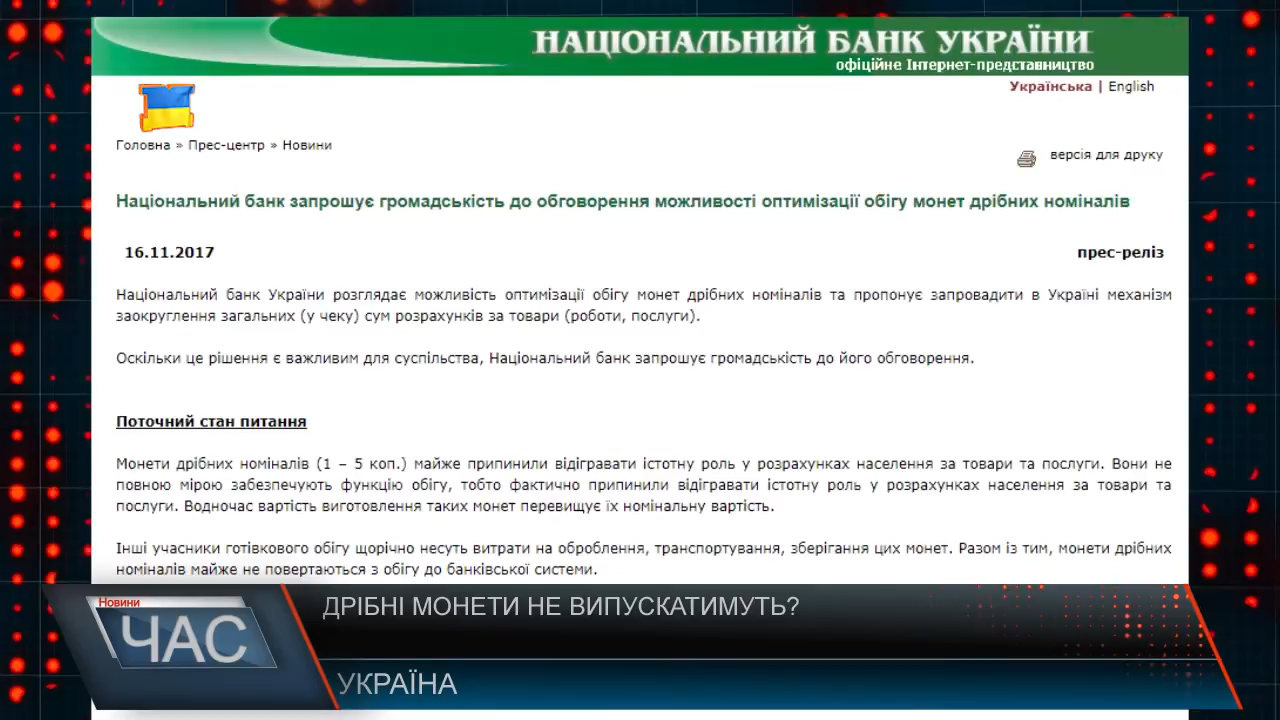 НАЦІОНАЛЬНИЙ БАНК УКРАЇНИ
офіційне Інтернет-представництво
Українська | English
Головна » Прес-центр » Новини
версія для друку
Національний банк запрошує громадськість до обговорення можливості оптимізації обігу монет дрібних номіналів
16.11.2017 прес-реліз
Національний банк України розглядає можливість оптимізації обігу монет дрібних номіналів та пропонує запровадити в Україні механізм
заокруглення загальних (у чеку) сум розрахунків за товари (роботи, послуги).
Оскільки це рішення є важливим для суспільства, Національний банк запрошує громадськість до його обговорення.
Поточний стан питання
Монети дрібних номіналів (1 – 5 коп.) майже припинили відігравати істотну роль у розрахунках населення за товари та послуги. Вони не
повною мірою забезпечують функцію обігу, тобто фактично припинили відігравати істотну роль у розрахунках населення за товари та
послуги. Водночас вартість виготовлення таких монет перевищує їх номінальну вартість.
Інші учасники готівкового обігу щорічно несуть витрати на оброблення, транспортування, зберігання цих монет. Разом із тим, монети дрібних
номіналів майже не повертаються з обігу до банківської системи.
Новини
ЧАС
ДРІБНІ МОНЕТИ НЕ ВИПУСКАТИМУТЬ?
УКРАЇНА